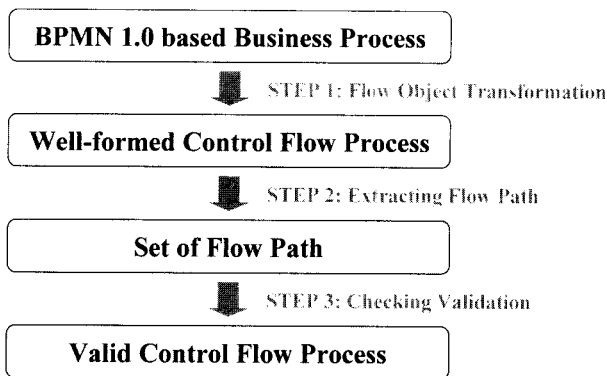 BPMN 1.0 based Business Process
STEP 1: Flow Object Transformation
Well-formed Control Flow Process
STEP 2: Extracting Flow Path
Set of Flow Path
STEP 3: Checking Validation
Valid Control Flow Process